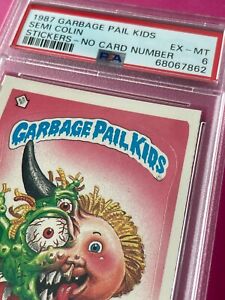 1987 GARBAGE PAIL KIDS
SEMI COLIN EX-MT
STICKERS-NO CARD NUMBER 6
PSA 68067862
GARBAGE PAIL KIDS